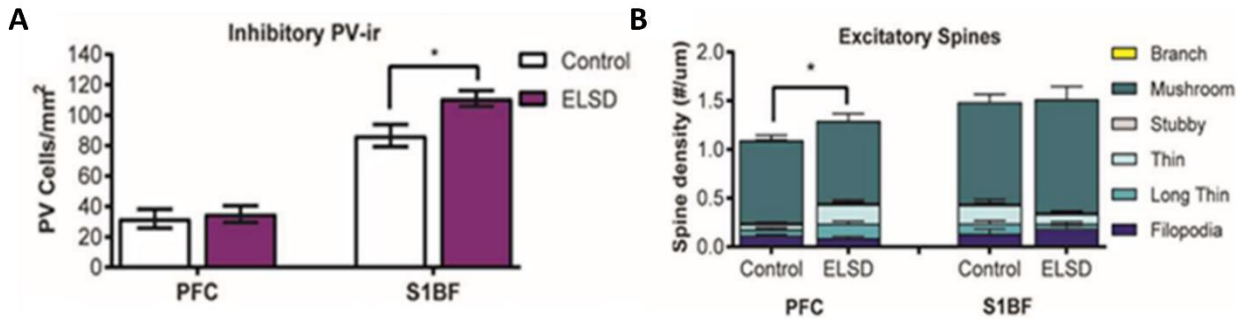 A
Inhibitory PV-ir
PV Cells/mm²
140
120
100
80
60
40
20
0
*
Control
ELSD
PFC
S1BF
B
Excitatory Spines
Spine density (#/um)
2.0
1.5
1.0
0.5
0.0
*
Branch
Mushroom
Stubby
Thin
Long Thin
Filopodia
Control ELSD Control ELSD
PFC S1BF